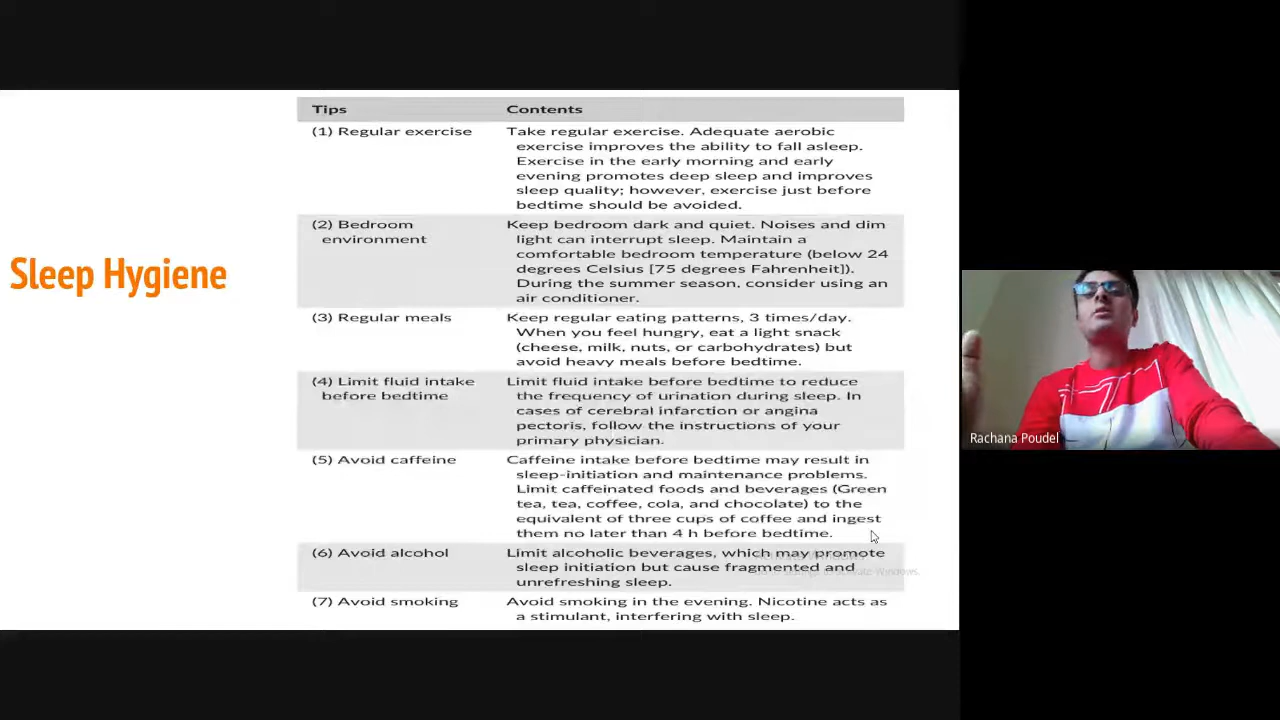 Sleep Hygiene
Tips Contents
(1) Regular exercise Take regular exercise. Adequate aerobic
exercise improves the ability to fall asleep.
Exercise in the early morning and early
evening promotes deep sleep and improves
sleep quality; however, exercise just before
bedtime should be avoided.
(2) Bedroom Keep bedroom dark and quiet. Noises and dim
environment light can interrupt sleep. Maintain a
comfortable bedroom temperature (below 24
degrees Celsius [75 degrees Fahrenheit]).
During the summer season, consider using an
air conditioner.
(3) Regular meals Keep regular eating patterns, 3 times/day.
When you feel hungry, eat a light snack
(cheese, milk, nuts, or carbohydrates) but
avoid heavy meals before bedtime.
(4) Limit fluid intake Limit fluid intake before bedtime to reduce
before bedtime the frequency of urination during sleep. In
cases of cerebral infarction or angina
pectoris, follow the instructions of your
primary physician.
(5) Avoid caffeine Caffeine intake before bedtime may result in
sleep-initiation and maintenance problems.
Limit caffeinated foods and beverages (Green
tea, tea, coffee, cola, and chocolate) to the
equivalent of three cups of coffee and ingest
them no later than 4 h before bedtime.
(6) Avoid alcohol Limit alcoholic beverages, which may promote
sleep initiation but cause fragmented and
unrefreshing sleep.
(7) Avoid smoking Avoid smoking in the evening. Nicotine acts as
a stimulant, interfering with sleep.
Rachana Poudel